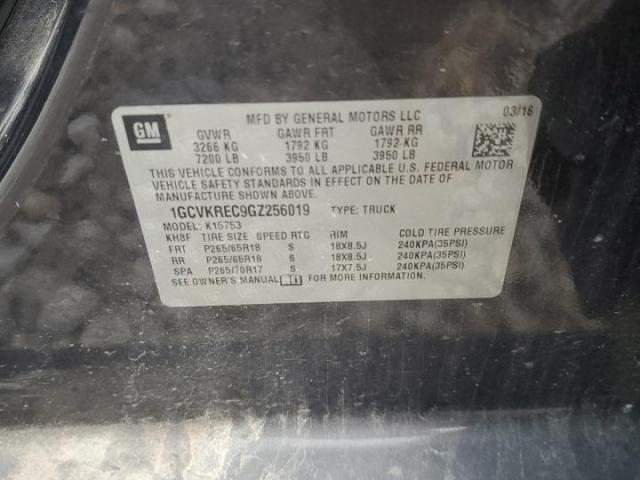 GM
MFD BY GENERAL MOTORS LLC 03/16
GVWR GAWR FRT GAWR RR
3266 KG 1792 KG 1792 KG
7200 LB 3950 LB 3950 LB
THIS VEHICLE CONFORMS TO ALL APPLICABLE U.S. FEDERAL MOTOR
VEHICLE SAFETY STANDARDS IN EFFECT ON THE DATE OF
MANUFACTURE SHOWN ABOVE.
1GCVKREC9GZ256019 TYPE: TRUCK
MODEL: K15753
KH8F TIRE SIZE SPEED RTG RIM COLD TIRE PRESSURE
FRT P265/65R18 S 18X8.5J 240KPA(35PSI)
RR P265/65R18 S 18X8.5J 240KPA(35PSI)
SPA P265/70R17 S 17X7.5J 240KPA(35PSI)
SEE OWNER'S MANUAL FOR MORE INFORMATION.